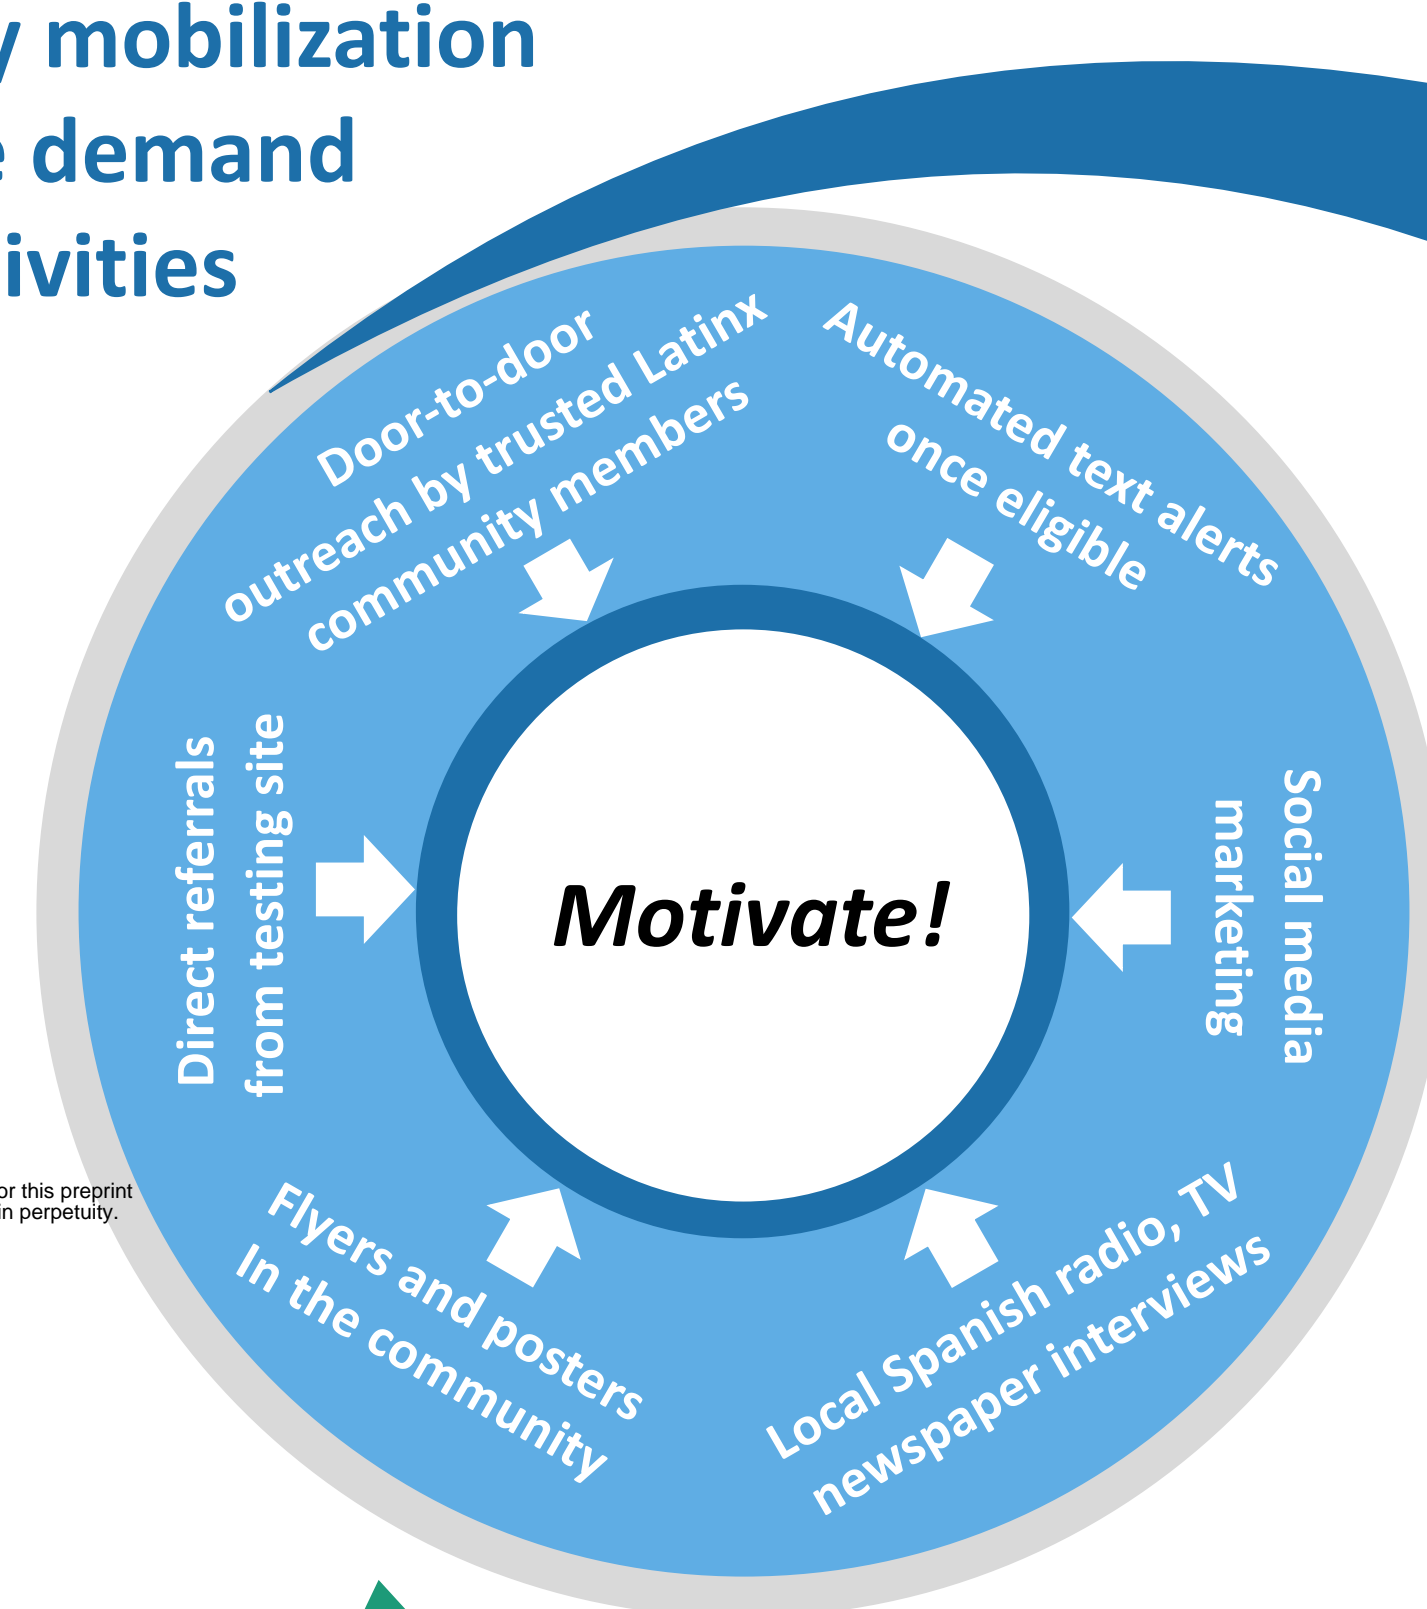 y mobilization
e demand
ivities
Door-to-door
outreach by trusted Latinx
community members
Automated text alerts
once eligible
Direct referrals
from testing site
Motivate!
Social media
marketing
or this preprint
in perpetuity.
Flyers and posters
In the community
Local Spanish radio, TV
newspaper interviews